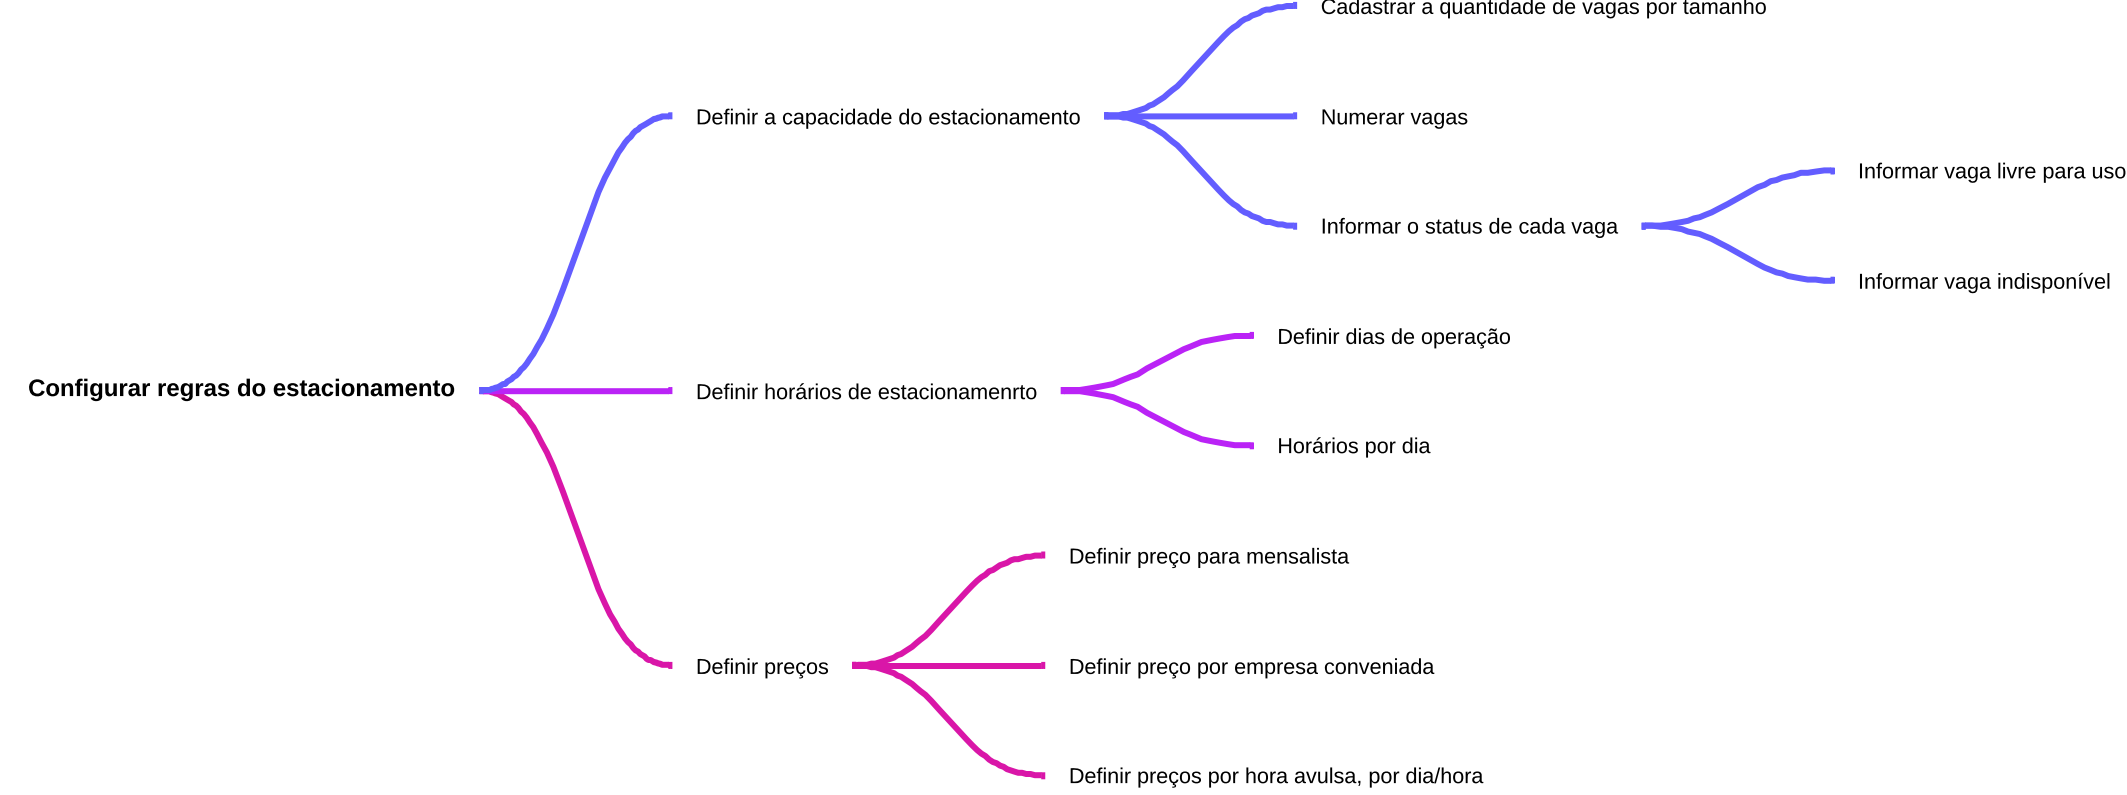 Cadastrar a quantidade de vagas por tamanho
Definir a capacidade do estacionamento
Numerar vagas
Informar vaga livre para uso
Informar o status de cada vaga
Informar vaga indisponível
Definir dias de operação
Configurar regras do estacionamento
Definir horários de estacionamenrto
Horários por dia
Definir preço para mensalista
Definir preços
Definir preço por empresa conveniada
Definir preços por hora avulsa, por dia/hora